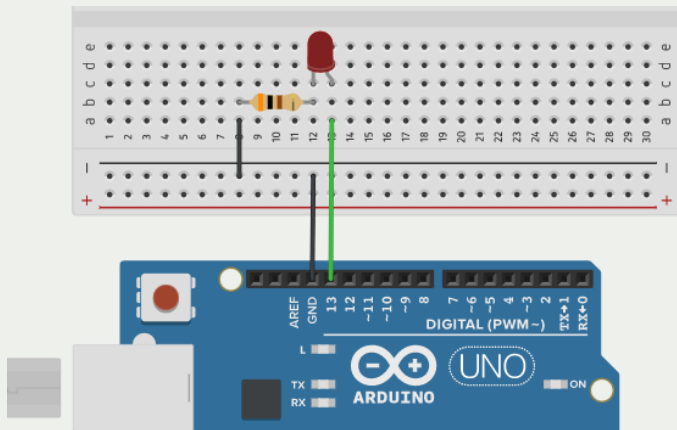 e e
d d
c c
b b
a a
1 2 3 4 5 6 7 8 9 10 11 12 13 14 15 16 17 18 19 20 21 22 23 24 25 26 27 28 29 30
− −
+ +
AREF GND 13 12 ~11 ~10 ~9 8 7 ~6 ~5 4 ~3 2 TX→1 RX←0
DIGITAL (PWM~)
L
TX
RX
UNO
ON
ARDUINO